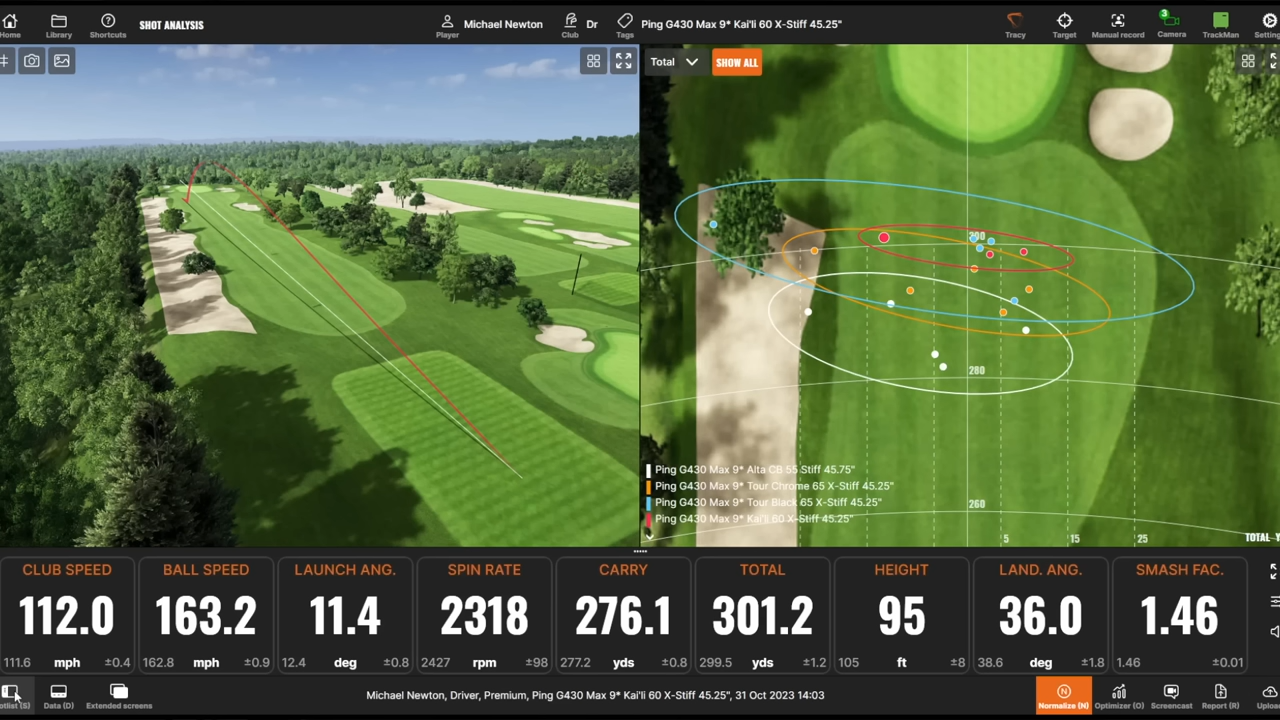 Home
Library
Shortcuts
SHOT ANALYSIS
Player
Michael Newton
Club
Dr
Tags
Ping G430 Max 9* Kai'li 60 X-Stiff 45.25"
Tracy
Target
Manual record
3
Camera
TrackMan
Setting
Total
SHOW ALL
300
280
260
5
15
25
TOTAL Y
Ping G430 Max 9* Alta CB 55 Stiff 45.75"
Ping G430 Max 9* Tour Chrome 65 X-Stiff 45.25"
Ping G430 Max 9* Tour Black 65 X-Stiff 45.25"
Ping G430 Max 9* Kai'li 60 X-Stiff 45.25"
CLUB SPEED
112.0
111.6 mph ±0.4
BALL SPEED
163.2
162.8 mph ±0.9
LAUNCH ANG.
11.4
12.4 deg ±0.8
SPIN RATE
2318
2427 rpm ±98
CARRY
276.1
277.2 yds ±0.8
TOTAL
301.2
299.5 yds ±1.2
HEIGHT
95
105 ft ±8
LAND. ANG.
36.0
38.6 deg ±1.8
SMASH FAC.
1.46
1.46 ±0.01
otlist (S)
Data (D)
Extended screens
Michael Newton, Driver, Premium, Ping G430 Max 9* Kai'li 60 X-Stiff 45.25", 31 Oct 2023 14:03
N
Normalize (N)
Optimizer (O)
Screencast
Report (R)
Uploa